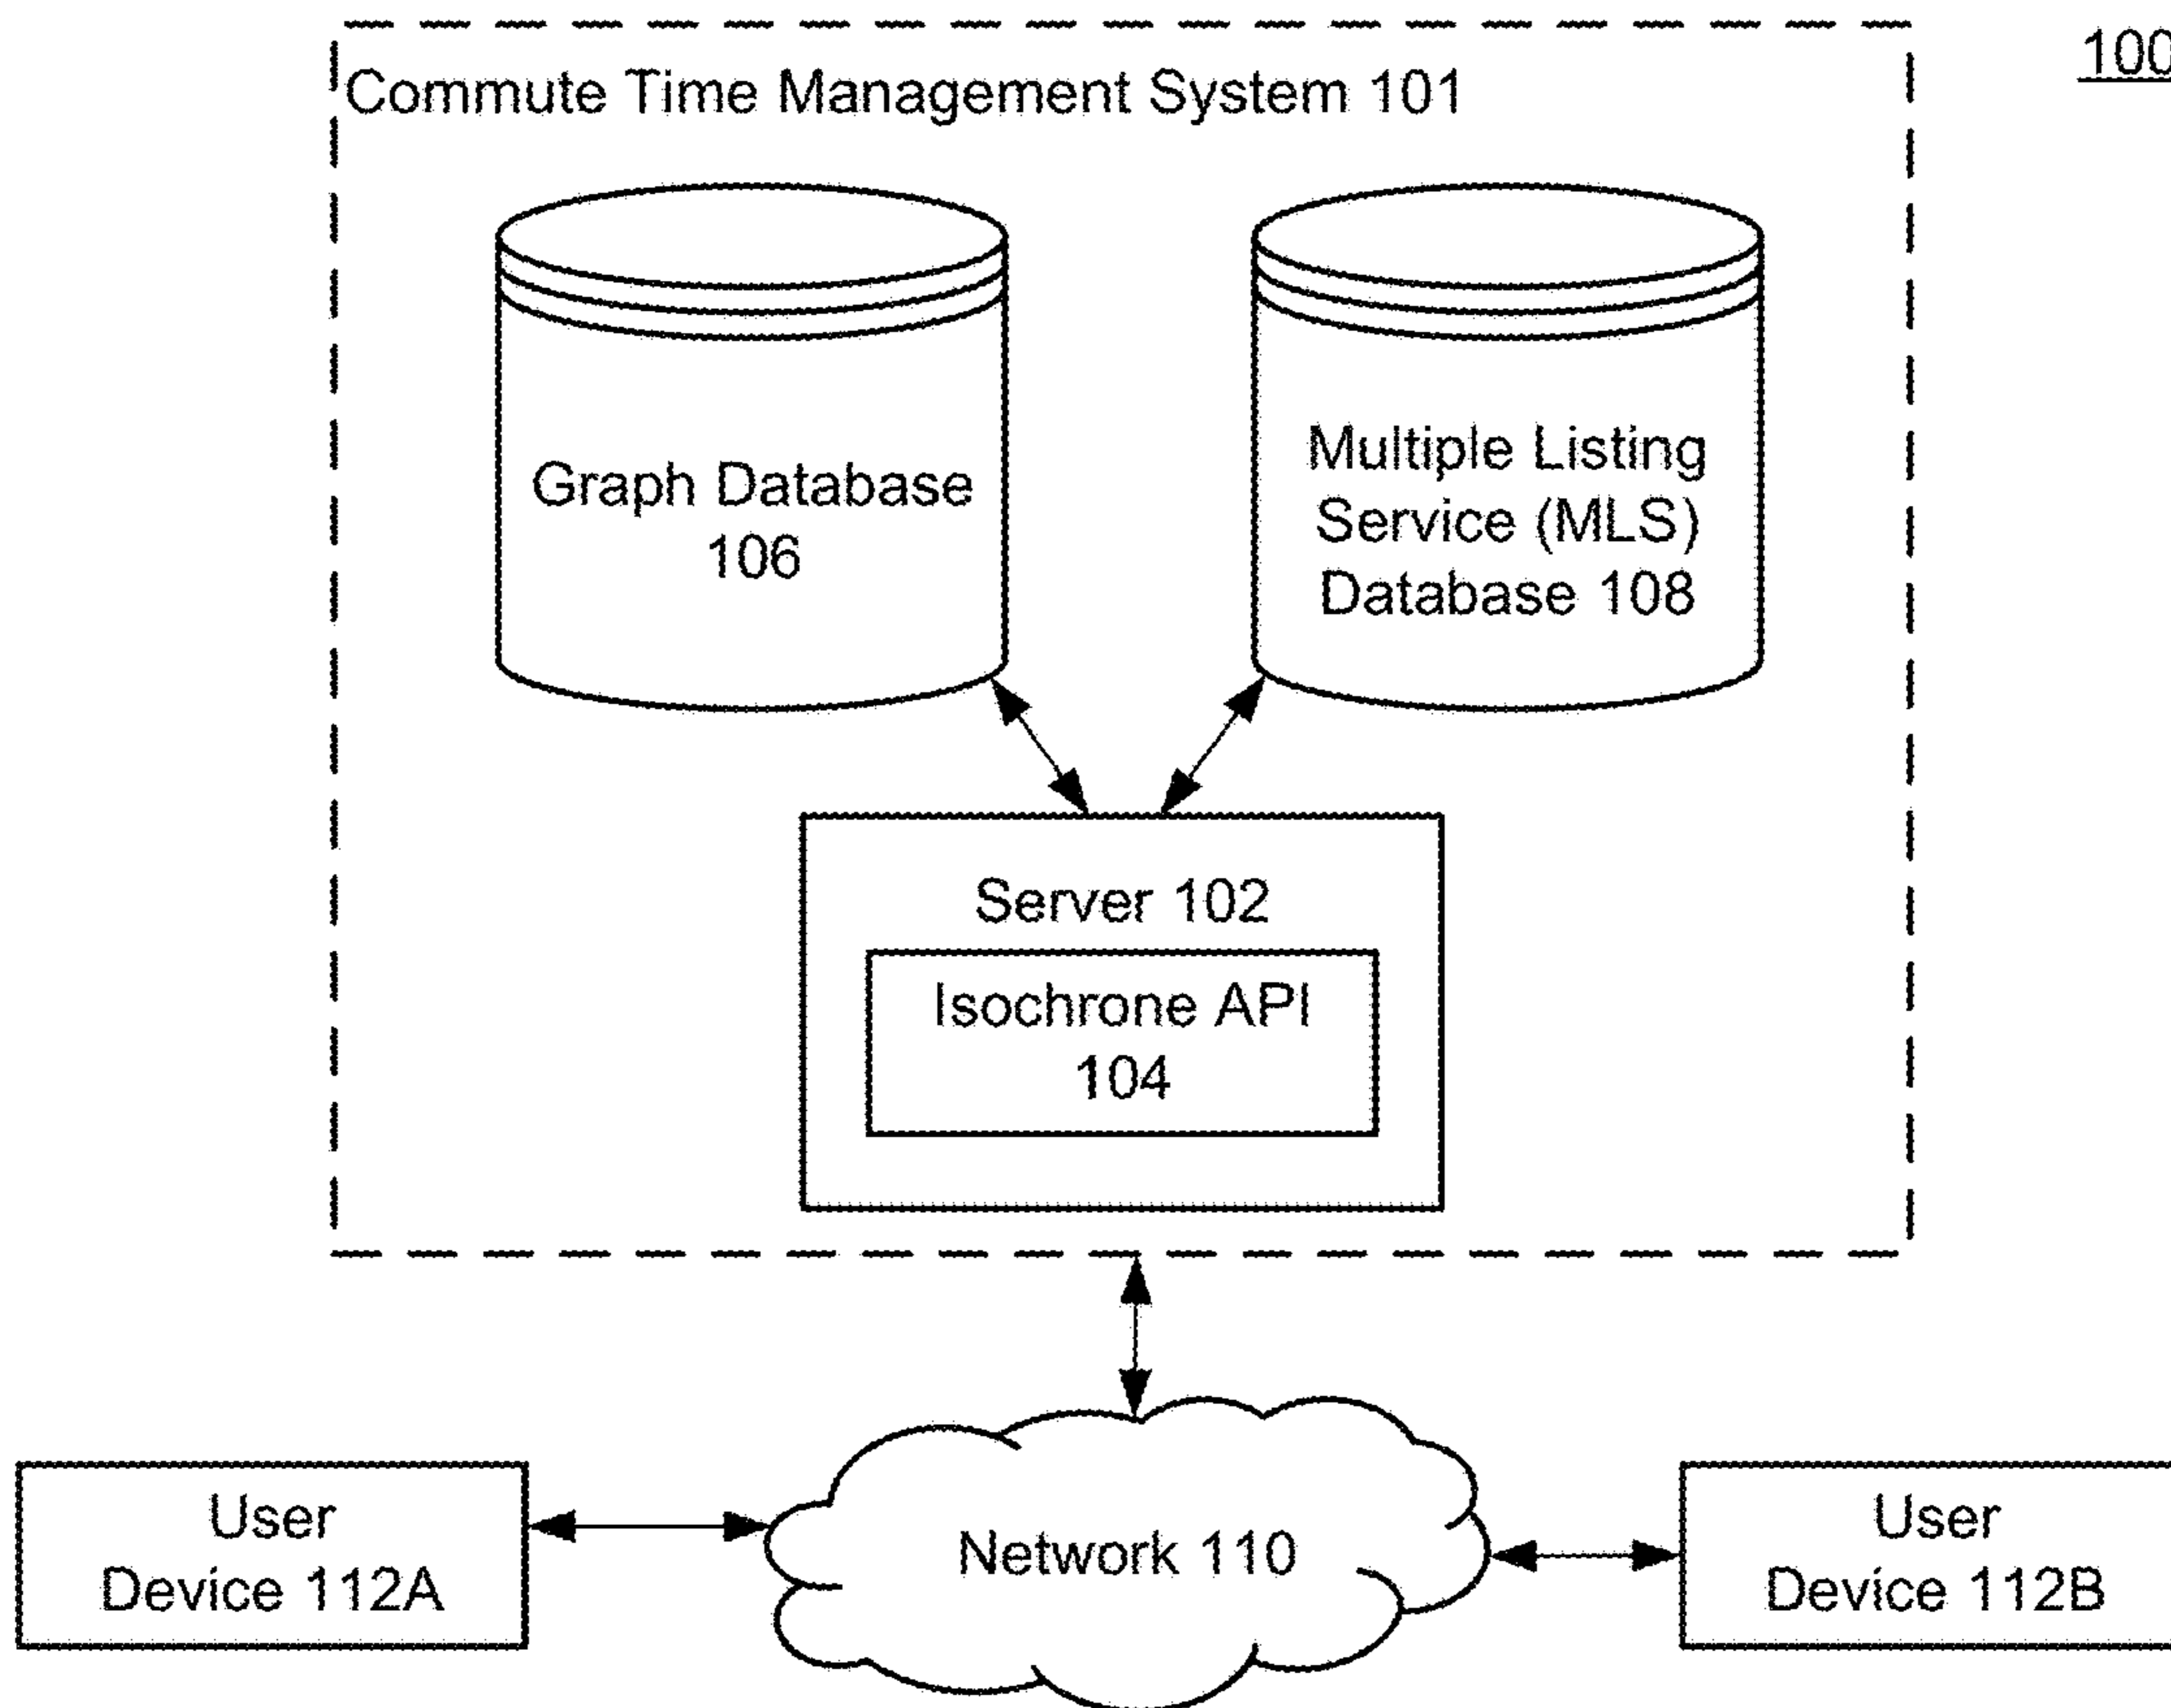 100
Commute Time Management System 101
Graph Database
106
Multiple Listing
Service (MLS)
Database 108
Server 102
Isochrone API
104
User
Device 112A
Network 110
User
Device 112B